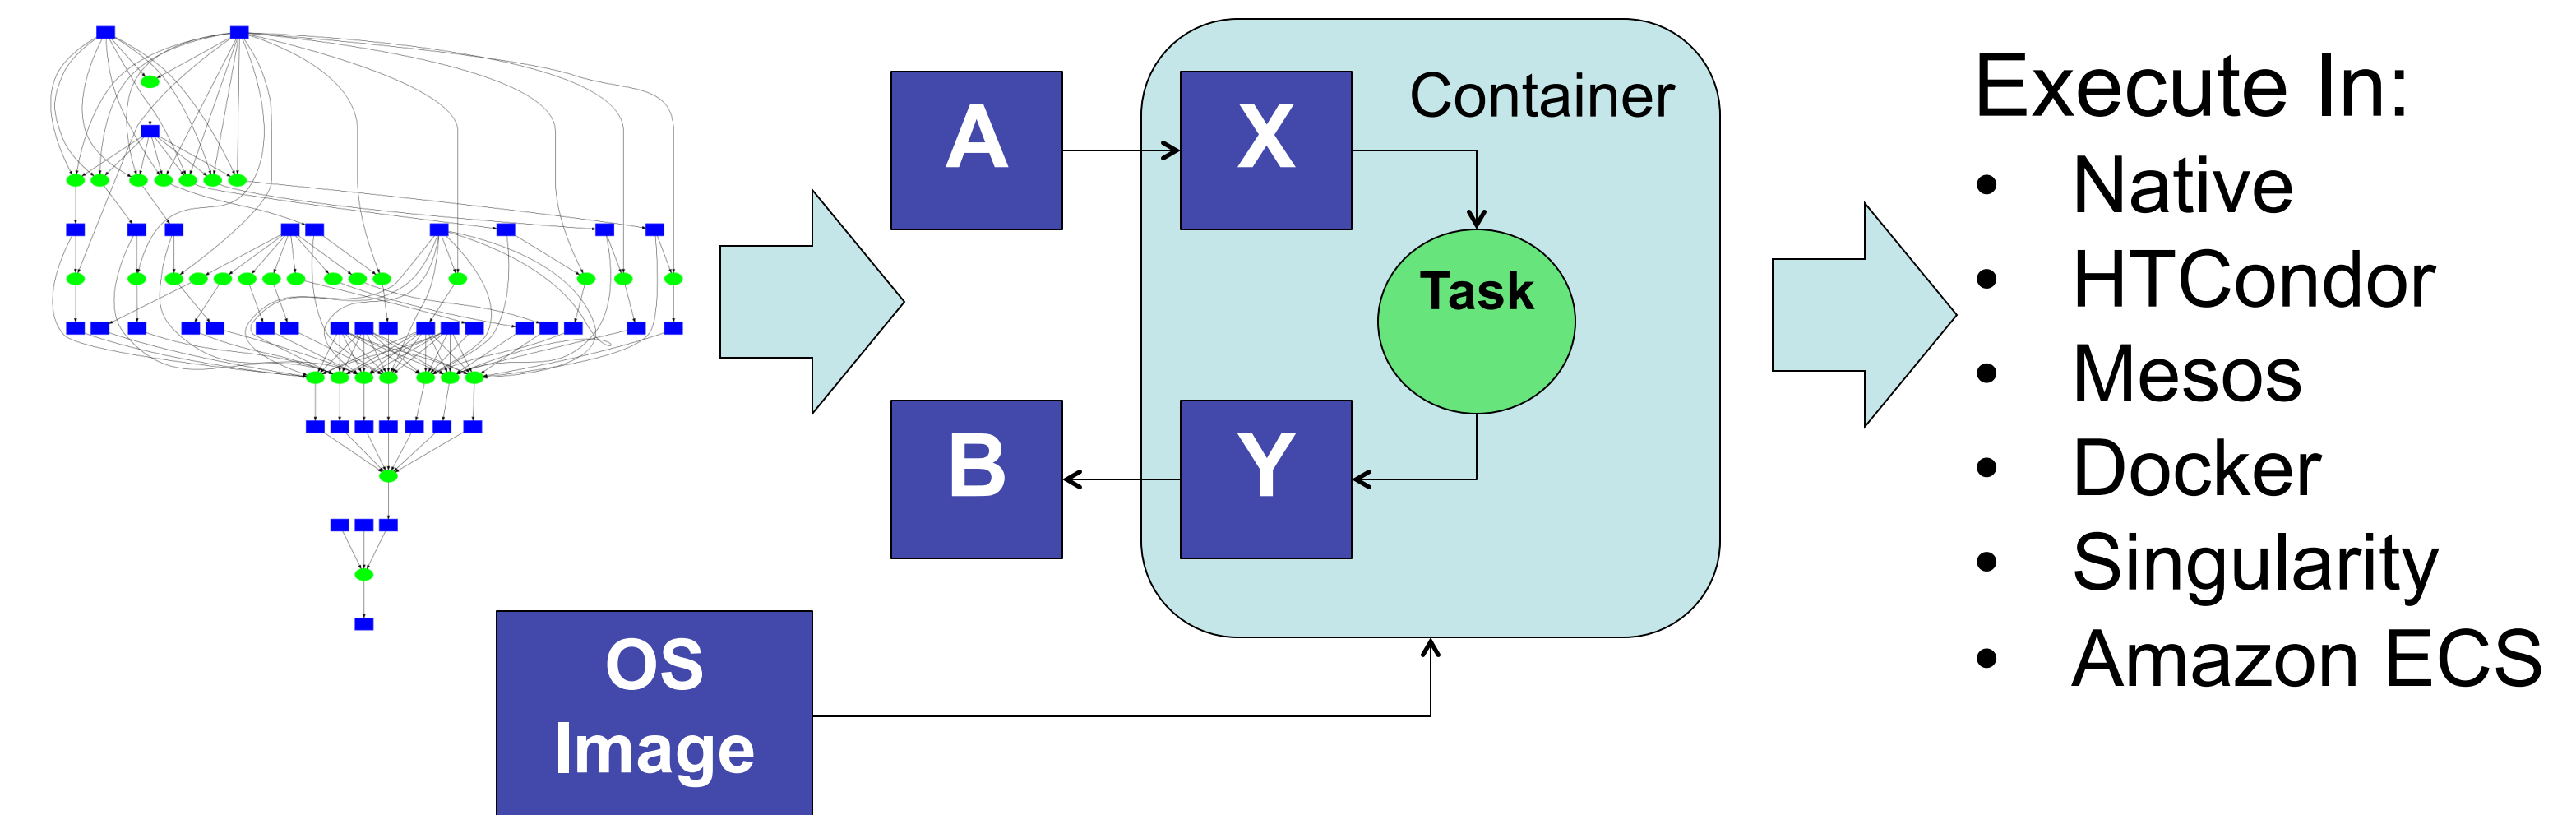 A
X
Container
Task
B
Y
OS
Image
Execute In:
• Native
• HTCondor
• Mesos
• Docker
• Singularity
• Amazon ECS